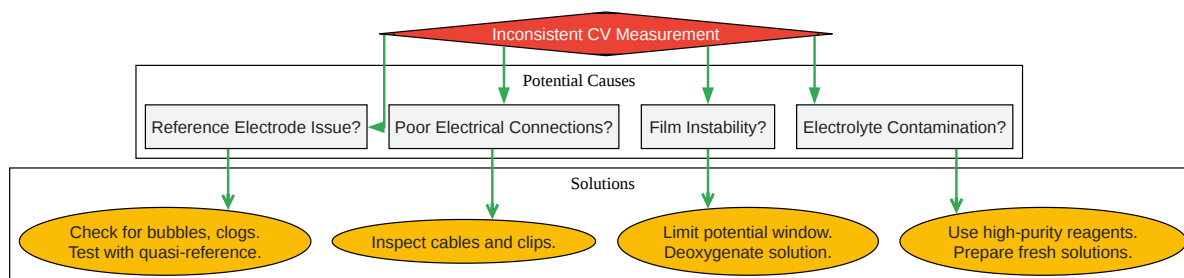 Inconsistent CV Measurement
Potential Causes
Reference Electrode Issue?
Poor Electrical Connections?
Film Instability?
Electrolyte Contamination?
Solutions
Check for bubbles, clogs.
Test with quasi-reference.
Inspect cables and clips.
Limit potential window.
Deoxygenate solution.
Use high-purity reagents.
Prepare fresh solutions.